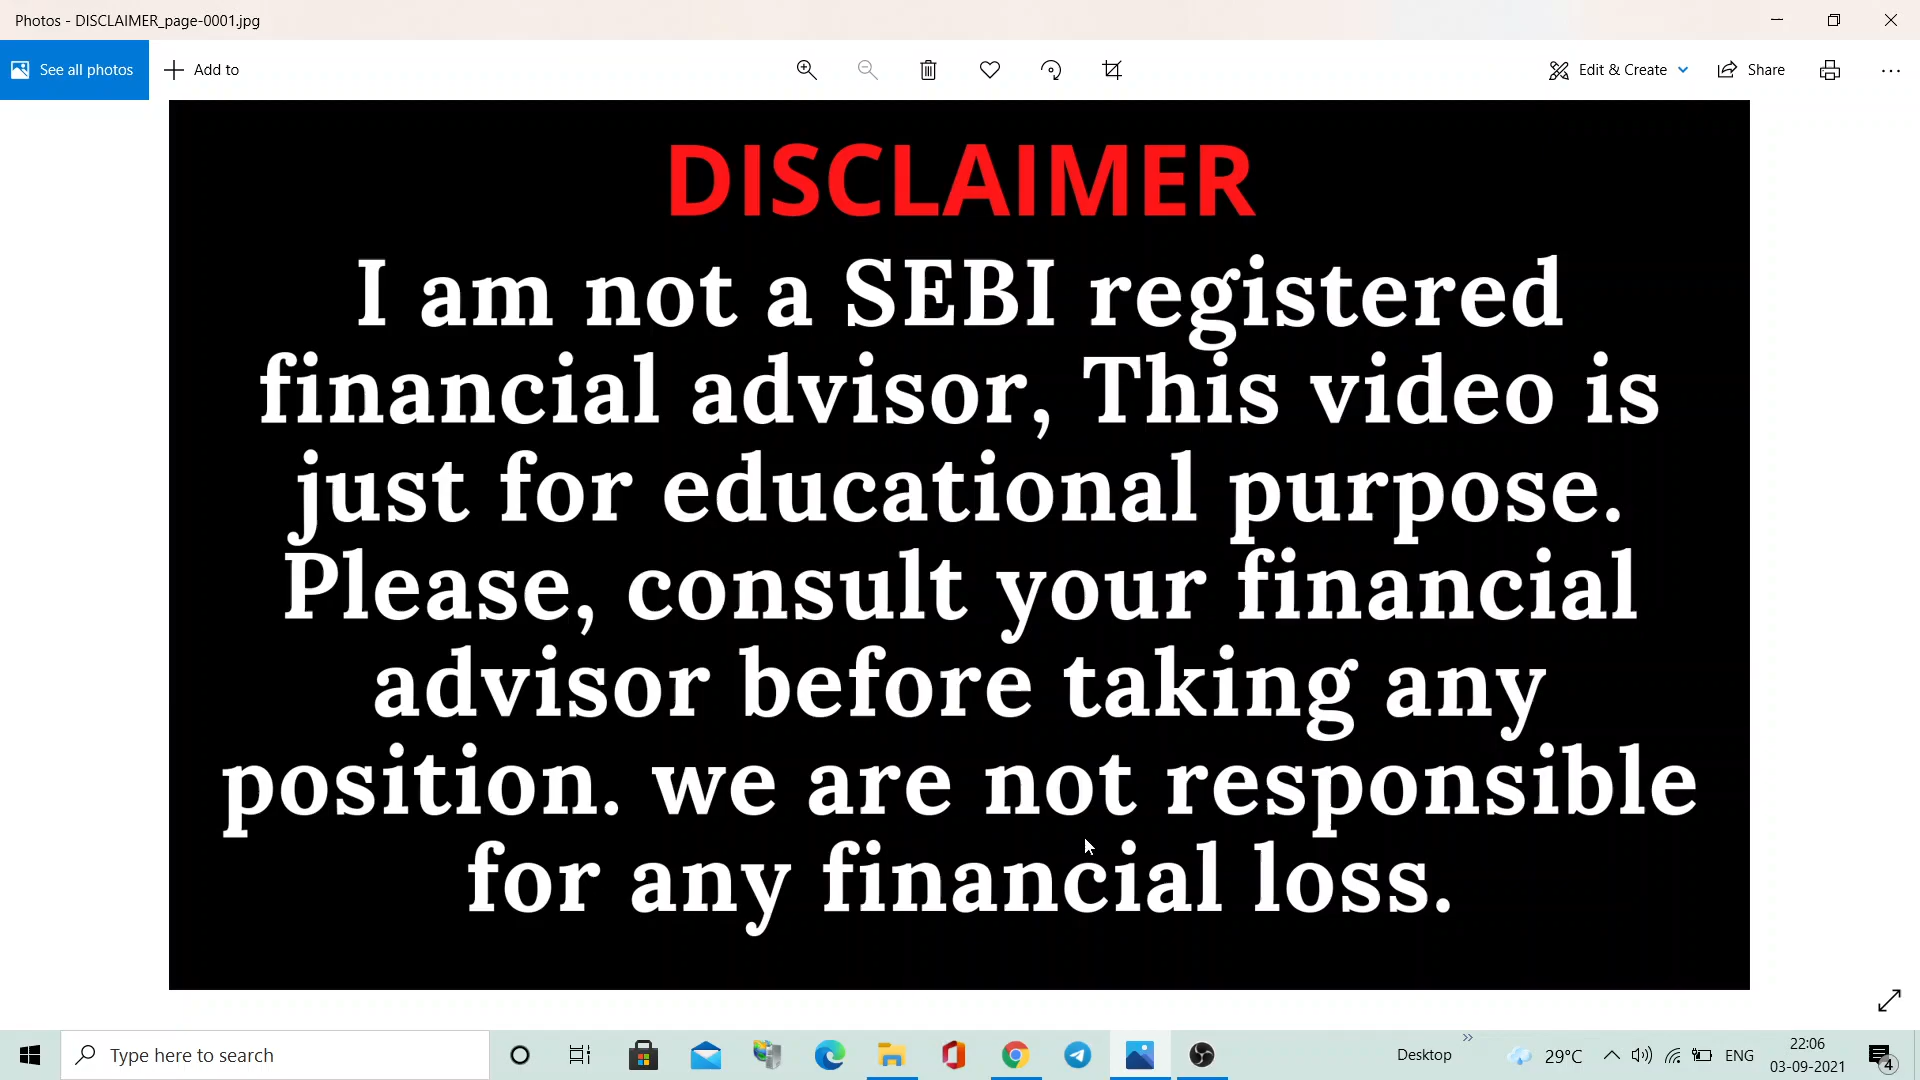 Photos - DISCLAIMER_page-0001.jpg
See all photos
Add to
Edit & Create
Share
DISCLAIMER
I am not a SEBI registered
financial advisor, This video is
just for educational purpose.
Please, consult your financial
advisor before taking any
position. we are not responsible
for any financial loss.
Type here to search
Desktop
29°C
ENG
22:06
03-09-2021
4